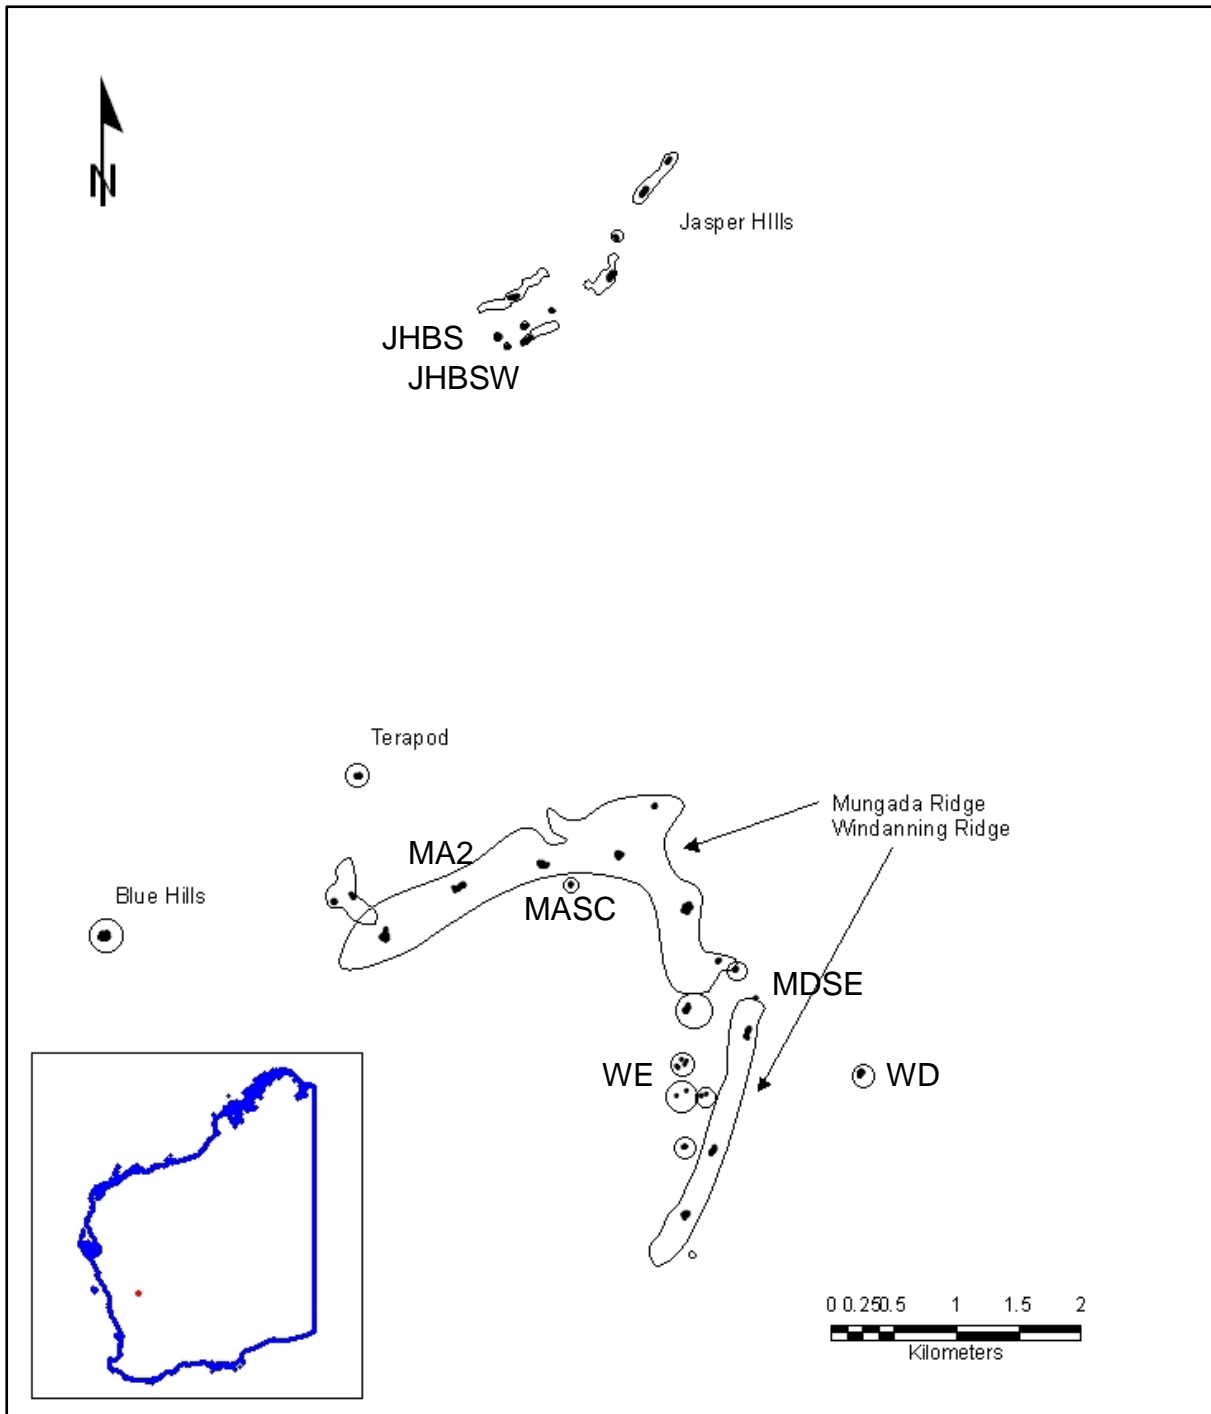 N
Jasper HIlls
JHBS
JHBSW
Terapod
Mungada Ridge
Windanning Ridge
MA2
Blue Hills
MASC
MDSE
WE
WD
0 0.250.5 1 1.5 2
Kilometers